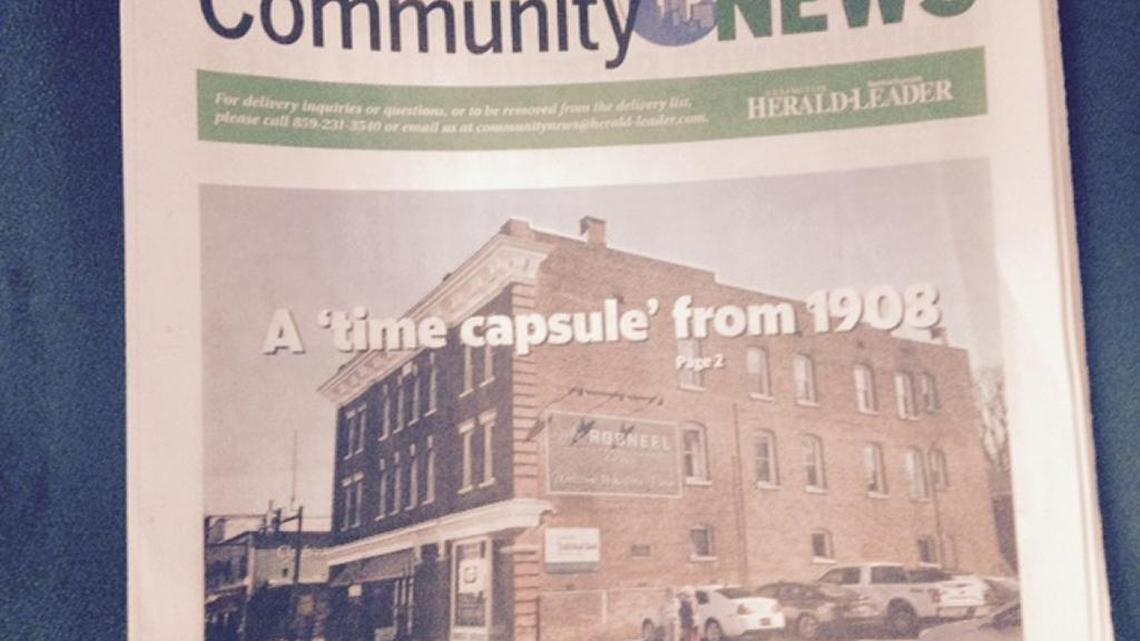 Community NEWS
For delivery inquiries or questions, or to be removed from the delivery list,
please call 859-231-3540 or email us at communitynews@herald-leader.com.
HERALD-LEADER
A 'time capsule' from 1908
Page 2
ROBNEEL